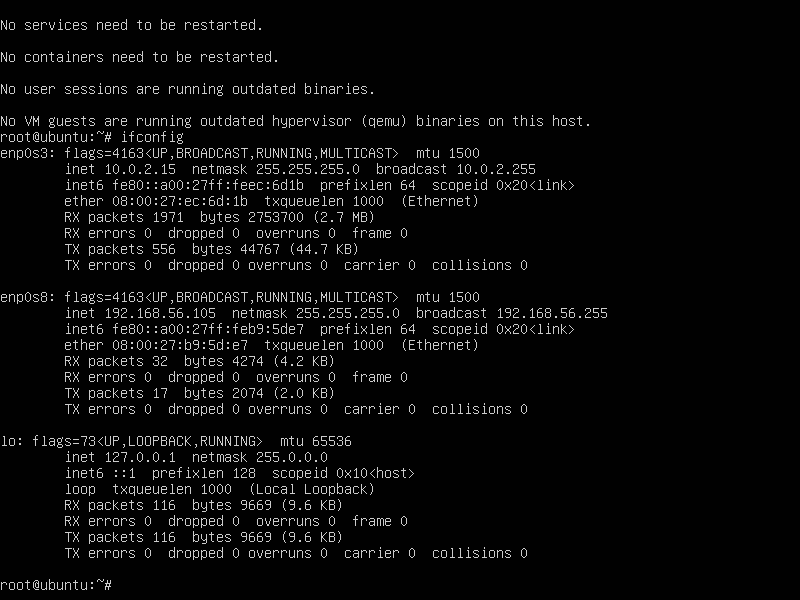 No services need to be restarted.
No containers need to be restarted.
No user sessions are running outdated binaries.
No VM guests are running outdated hypervisor (qemu) binaries on this host.
root@ubuntu:~# ifconfig
enp0s3: flags=4163<UP,BROADCAST,RUNNING,MULTICAST>  mtu 1500
        inet 10.0.2.15  netmask 255.255.255.0  broadcast 10.0.2.255
        inet6 fe80::a00:27ff:feec:6d1b  prefixlen 64  scopeid 0x20<link>
        ether 08:00:27:ec:6d:1b  txqueuelen 1000  (Ethernet)
        RX packets 1971  bytes 2753700 (2.7 MB)
        RX errors 0  dropped 0  overruns 0  frame 0
        TX packets 556  bytes 44767 (44.7 KB)
        TX errors 0  dropped 0 overruns 0  carrier 0  collisions 0
enp0s8: flags=4163<UP,BROADCAST,RUNNING,MULTICAST>  mtu 1500
        inet 192.168.56.105  netmask 255.255.255.0  broadcast 192.168.56.255
        inet6 fe80::a00:27ff:feb9:5de7  prefixlen 64  scopeid 0x20<link>
        ether 08:00:27:b9:5d:e7  txqueuelen 1000  (Ethernet)
        RX packets 32  bytes 4274 (4.2 KB)
        RX errors 0  dropped 0  overruns 0  frame 0
        TX packets 17  bytes 2074 (2.0 KB)
        TX errors 0  dropped 0 overruns 0  carrier 0  collisions 0
lo: flags=73<UP,LOOPBACK,RUNNING>  mtu 65536
        inet 127.0.0.1  netmask 255.0.0.0
        inet6 ::1  prefixlen 128  scopeid 0x10<host>
        loop  txqueuelen 1000  (Local Loopback)
        RX packets 116  bytes 9669 (9.6 KB)
        RX errors 0  dropped 0  overruns 0  frame 0
        TX packets 116  bytes 9669 (9.6 KB)
        TX errors 0  dropped 0 overruns 0  carrier 0  collisions 0
root@ubuntu:~#